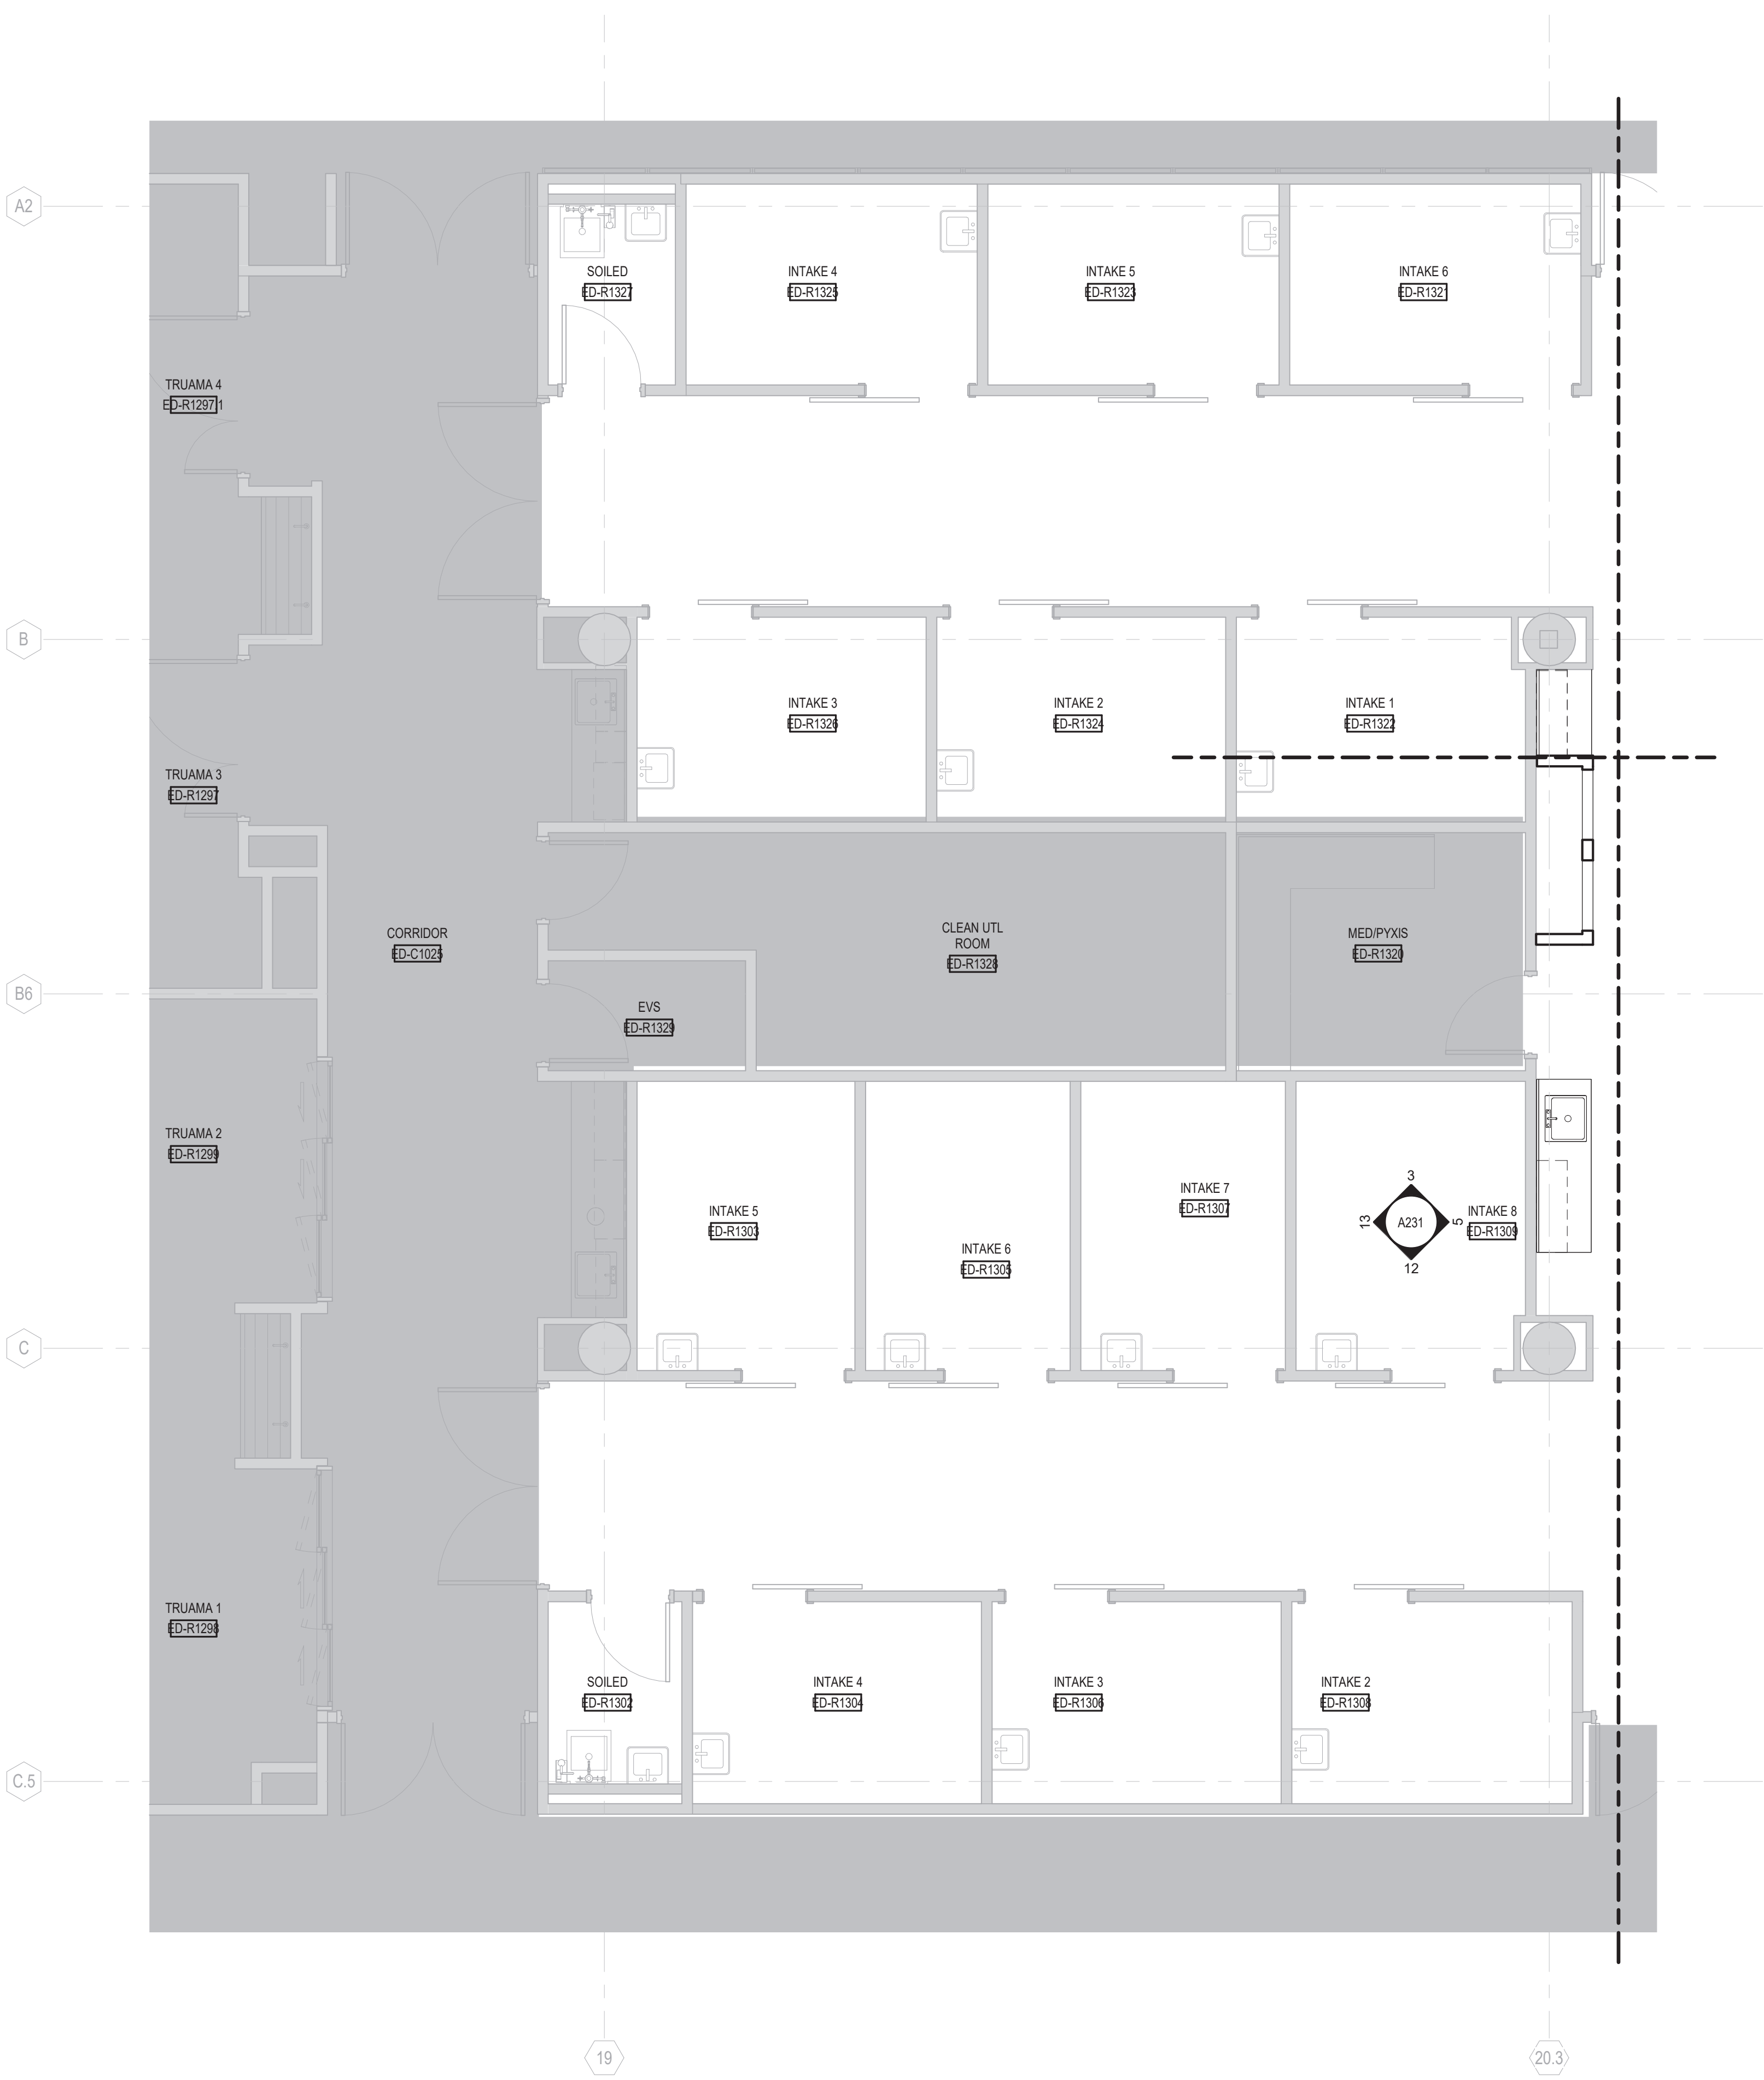 A2
SOILED
ED-R1327
INTAKE 4
ED-R1325
INTAKE 5
ED-R1323
INTAKE 6
ED-R1321
TRUAMA 4
ED-R1297.1
B
INTAKE 3
ED-R1326
INTAKE 2
ED-R1324
INTAKE 1
ED-R1322
TRUAMA 3
ED-R1297
CORRIDOR
ED-C1025
CLEAN UTL
ROOM
ED-R1328
MED/PYXIS
ED-R1320
B6
EVS
ED-R1329
TRUAMA 2
ED-R1299
INTAKE 5
ED-R1303
INTAKE 6
ED-R1305
INTAKE 7
ED-R1307
3
13
A231
5
12
INTAKE 8
ED-R1309
C
TRUAMA 1
ED-R1298
SOILED
ED-R1302
INTAKE 4
ED-R1304
INTAKE 3
ED-R1306
INTAKE 2
ED-R1308
C.5
19
20.3